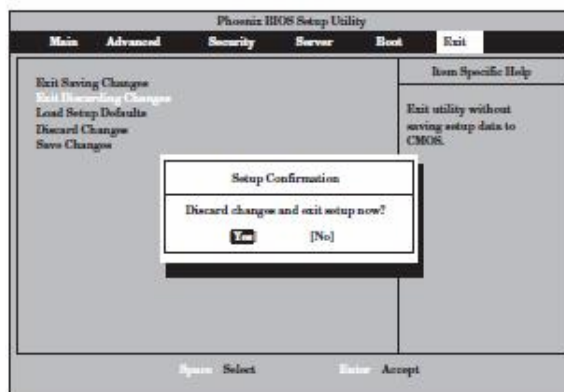 Phoenix BIOS Setup Utility
Main Advanced Security Server Boot Exit
Item Specific Help
Exit Saving Changes
Exit Discarding Changes
Load Setup Defaults
Discard Changes
Save Changes
Exit utility without
saving setup data to
CMOS.
Setup Confirmation
Discard changes and exit setup now?
[Yes] [No]
Space Select Enter Accept